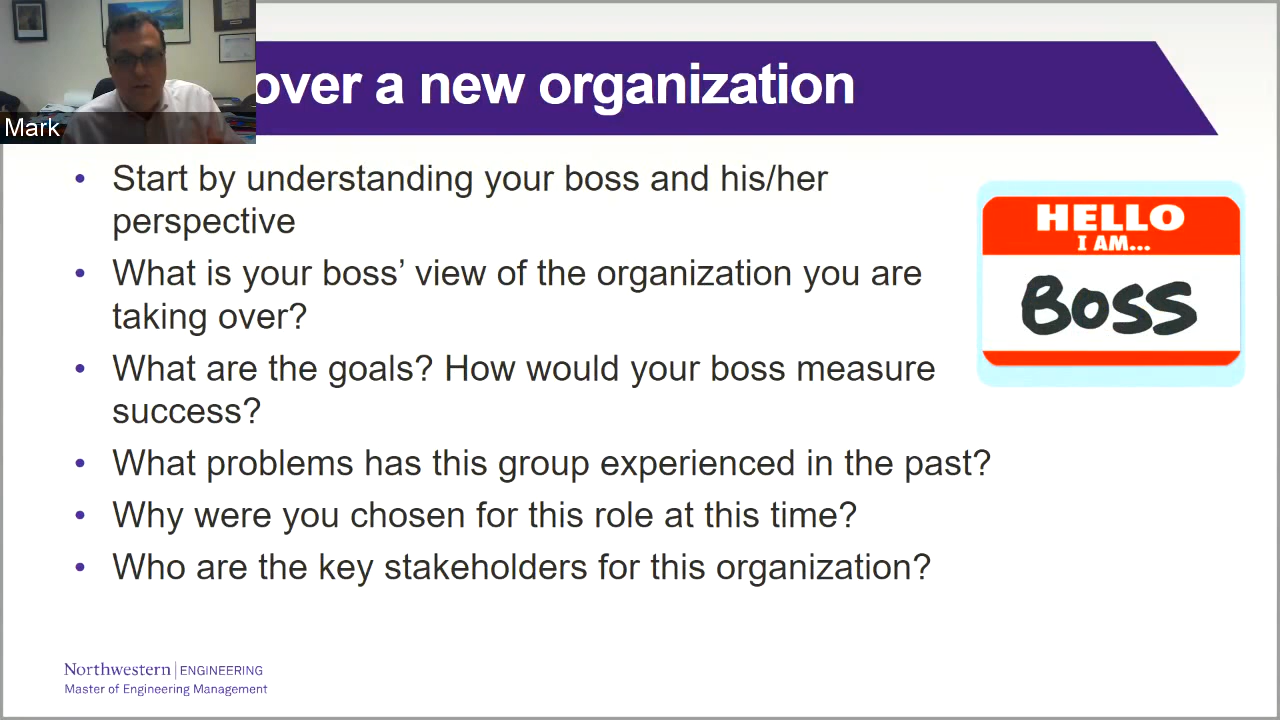 Mark
over a new organization
• Start by understanding your boss and his/her
perspective
• What is your boss’ view of the organization you are
taking over?
• What are the goals? How would your boss measure
success?
• What problems has this group experienced in the past?
• Why were you chosen for this role at this time?
• Who are the key stakeholders for this organization?
HELLO
I AM...
BOSS
Northwestern | ENGINEERING
Master of Engineering Management